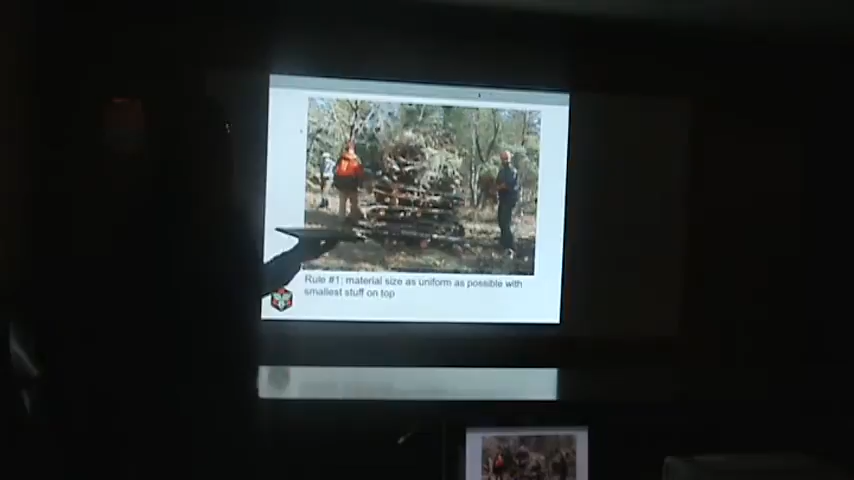 Rule #1: material size as uniform as possible with
smallest stuff on top